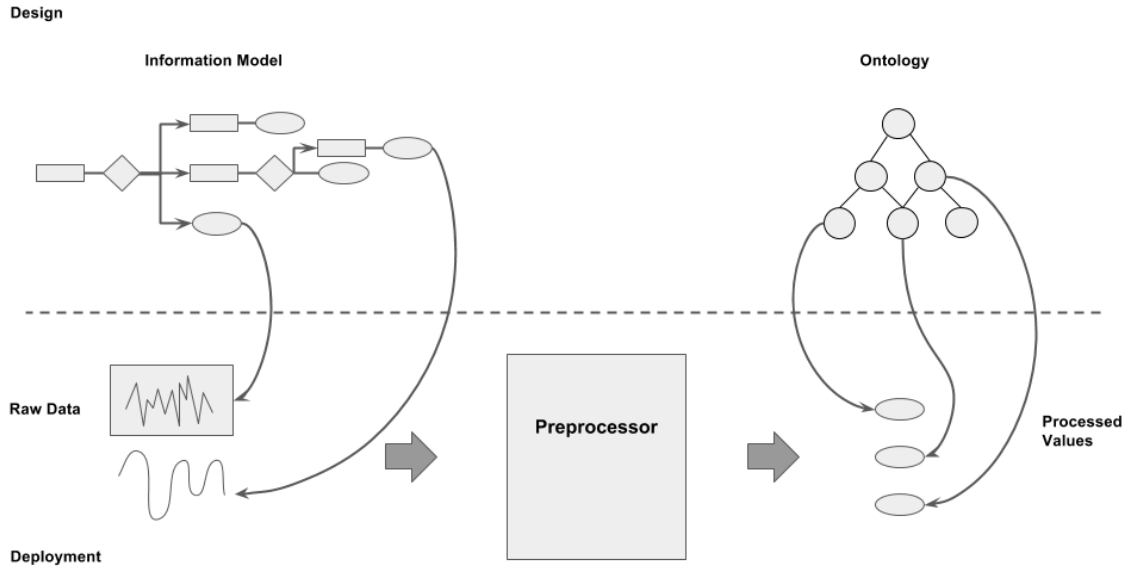 Design
Information Model
Ontology
Raw Data
Preprocessor
Processed
Values
Deployment